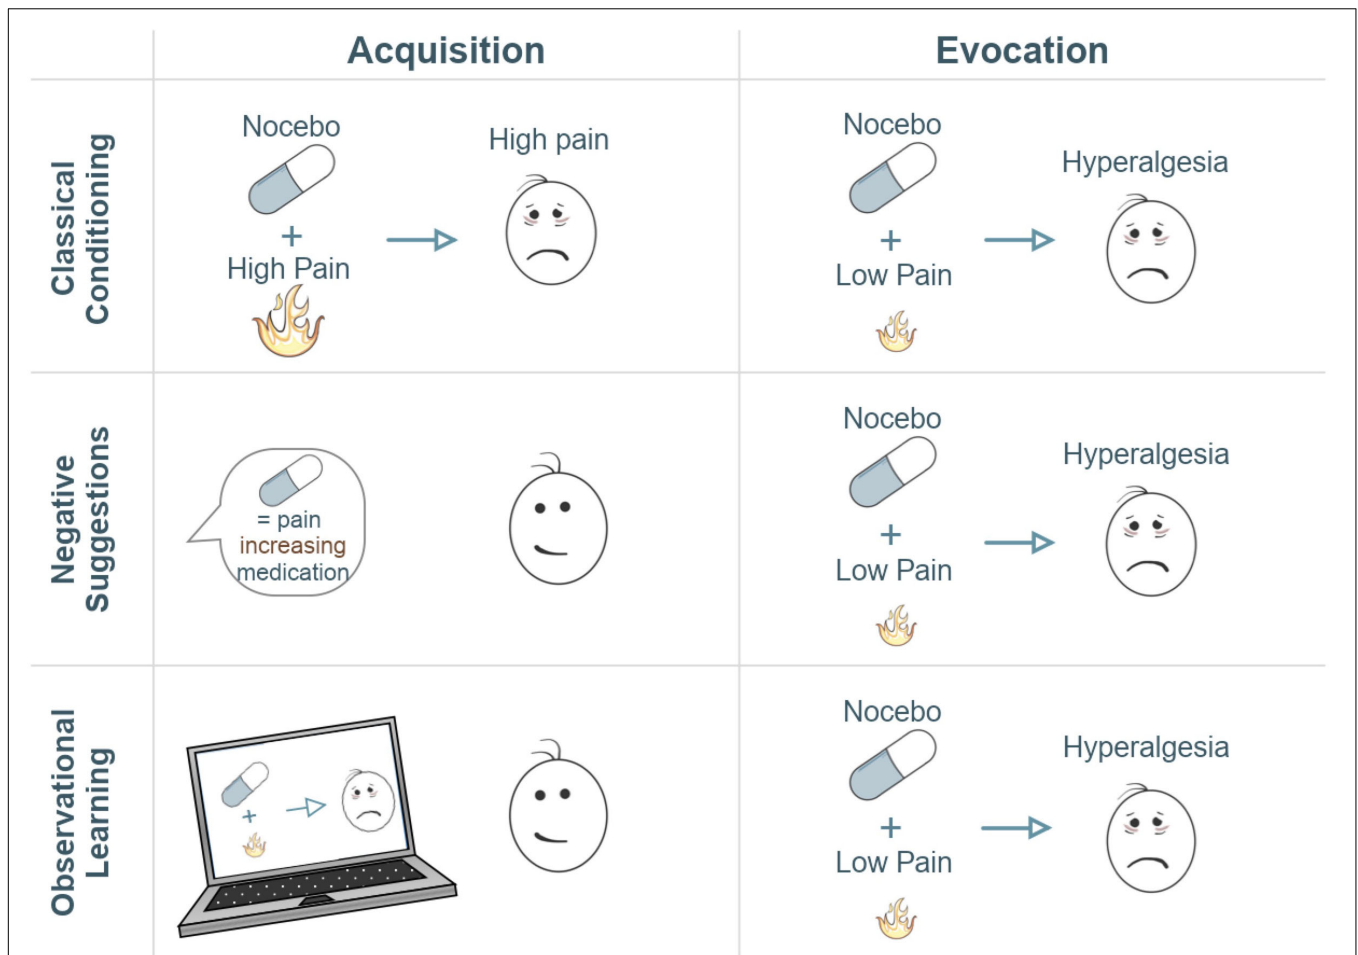 Acquisition
Evocation
Classical
Conditioning
Nocebo
+
High Pain
High pain
Nocebo
+
Low Pain
Hyperalgesia
Negative
Suggestions
= pain
increasing
medication
Nocebo
+
Low Pain
Hyperalgesia
Observational
Learning
+
Nocebo
+
Low Pain
Hyperalgesia